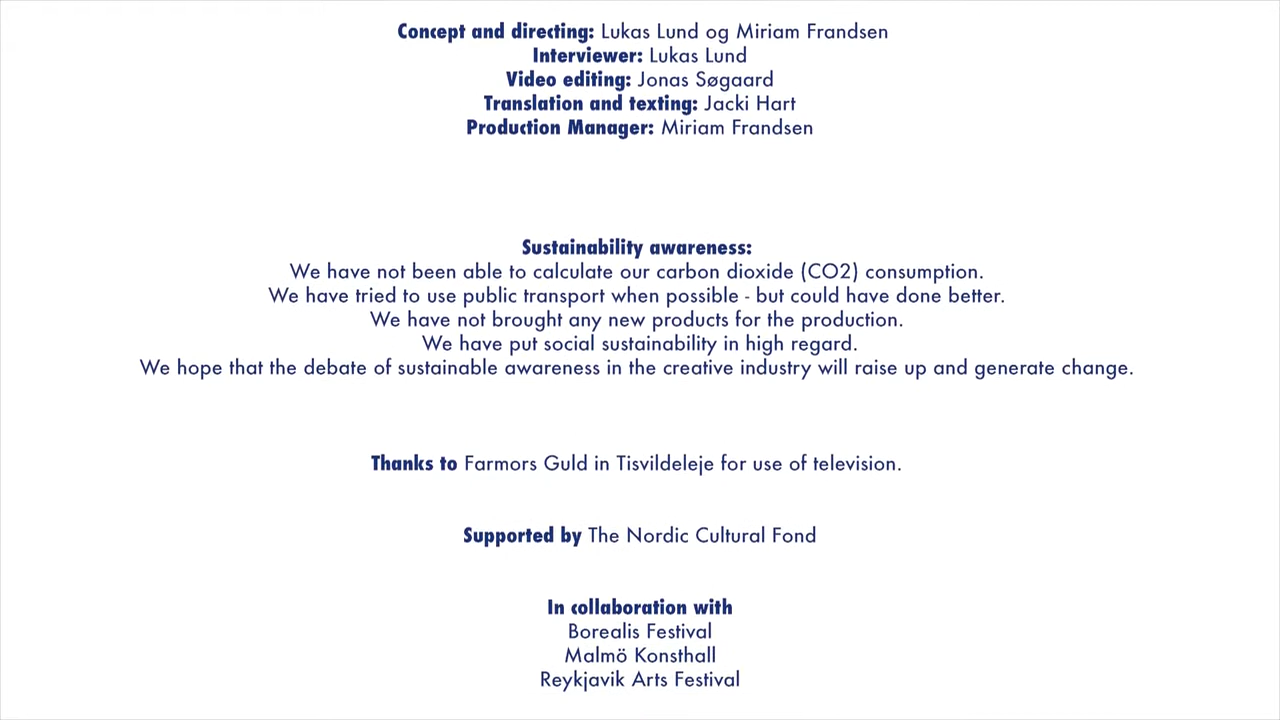 Concept and directing: Lukas Lund og Miriam Frandsen
Interviewer: Lukas Lund
Video editing: Jonas Søgaard
Translation and texting: Jacki Hart
Production Manager: Miriam Frandsen
Sustainability awareness:
We have not been able to calculate our carbon dioxide (CO2) consumption.
We have tried to use public transport when possible - but could have done better.
We have not brought any new products for the production.
We have put social sustainability in high regard.
We hope that the debate of sustainable awareness in the creative industry will raise up and generate change.
Thanks to Farmors Guld in Tisvildeleje for use of television.
Supported by The Nordic Cultural Fond
In collaboration with
Borealis Festival
Malmö Konsthall
Reykjavik Arts Festival